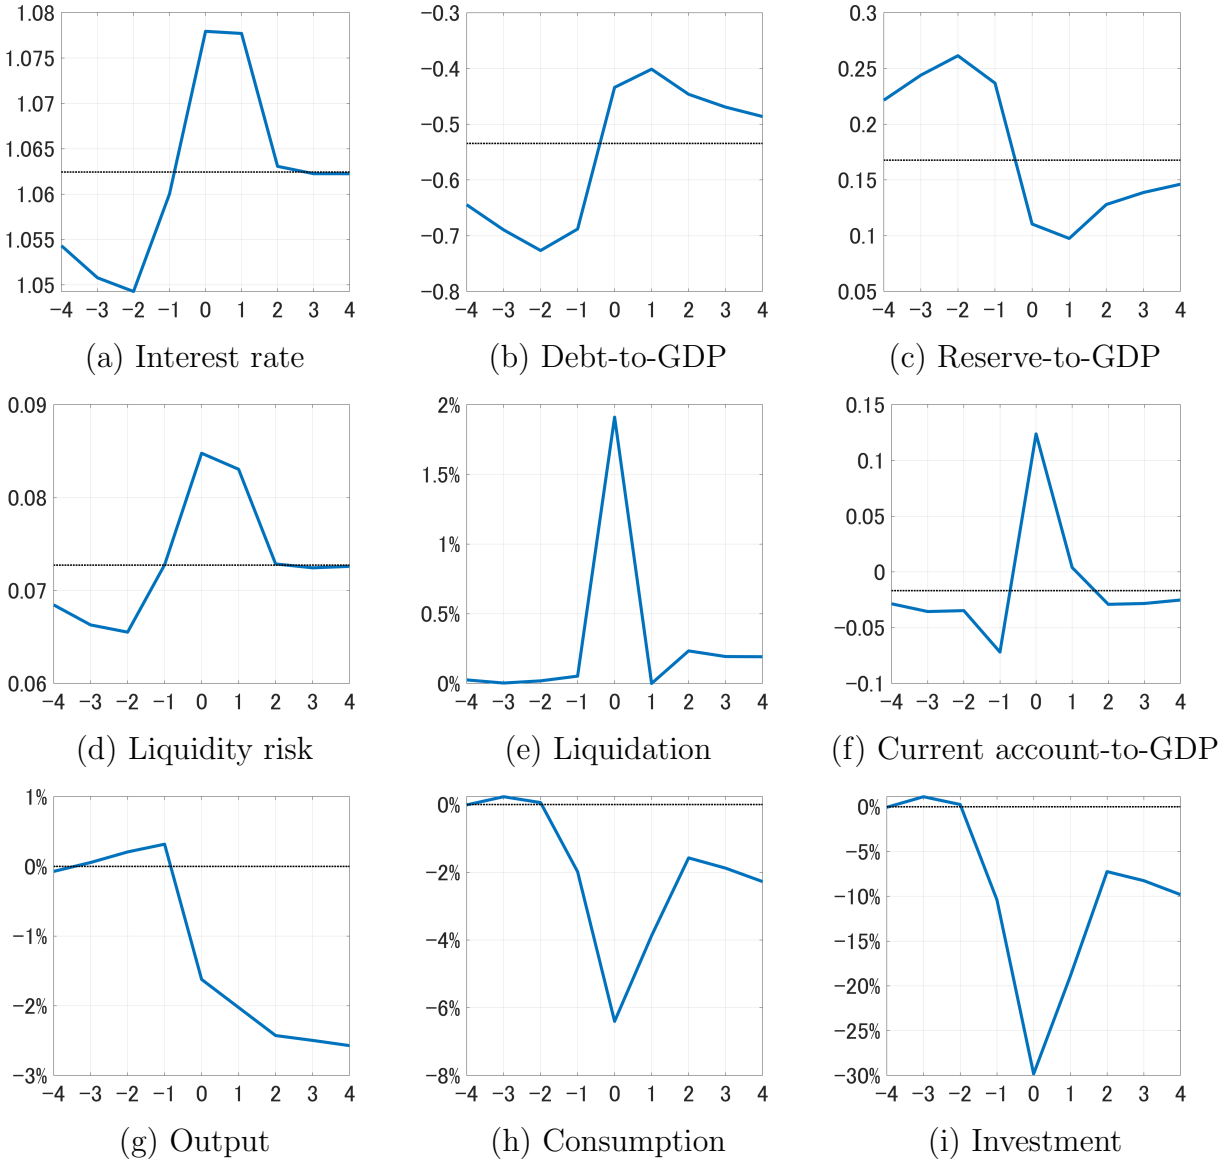 1.08
1.075
1.07
1.065
1.06
1.055
1.05
−4 −3 −2 −1 0 1 2 3 4
(a) Interest rate
−0.3
−0.4
−0.5
−0.6
−0.7
−0.8
−4 −3 −2 −1 0 1 2 3 4
(b) Debt-to-GDP
0.3
0.25
0.2
0.15
0.1
0.05
−4 −3 −2 −1 0 1 2 3 4
(c) Reserve-to-GDP
0.09
0.08
0.07
0.06
−4 −3 −2 −1 0 1 2 3 4
(d) Liquidity risk
2%
1.5%
1%
0.5%
0%
−4 −3 −2 −1 0 1 2 3 4
(e) Liquidation
0.15
0.1
0.05
0
−0.05
−0.1
−4 −3 −2 −1 0 1 2 3 4
(f) Current account-to-GDP
1%
0%
−1%
−2%
−3%
−4 −3 −2 −1 0 1 2 3 4
(g) Output
0%
−2%
−4%
−6%
−8%
−4 −3 −2 −1 0 1 2 3 4
(h) Consumption
0%
−5%
−10%
−15%
−20%
−25%
−30%
−4 −3 −2 −1 0 1 2 3 4
(i) Investment